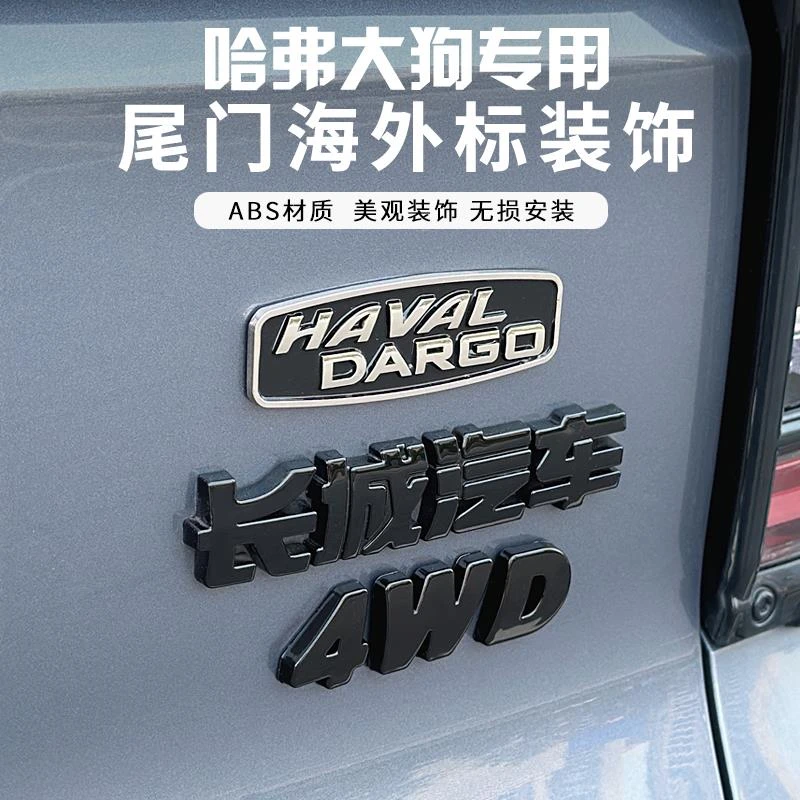 哈弗大狗专用
尾门海外标装饰
ABS材质 美观装饰 无损安装
HAVAL
DARGO
长城汽车
4WD